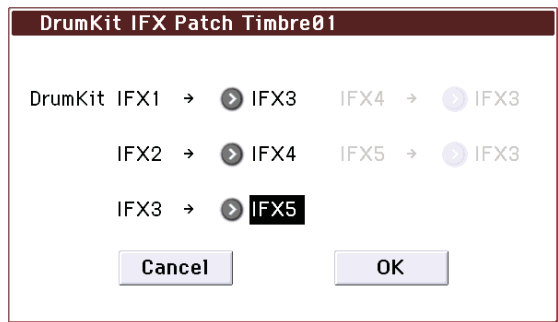 DrumKit IFX Patch Timbre01
DrumKit IFX1 → IFX3 IFX4 → IFX3
IFX2 → IFX4 IFX5 → IFX3
IFX3 → IFX5
Cancel OK